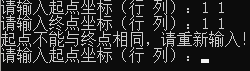 请输入起点坐标（行 列）：1 1
请输入终点坐标（行 列）：1 1
起点不能与终点相同，请重新输入！
请输入起点坐标（行 列）：